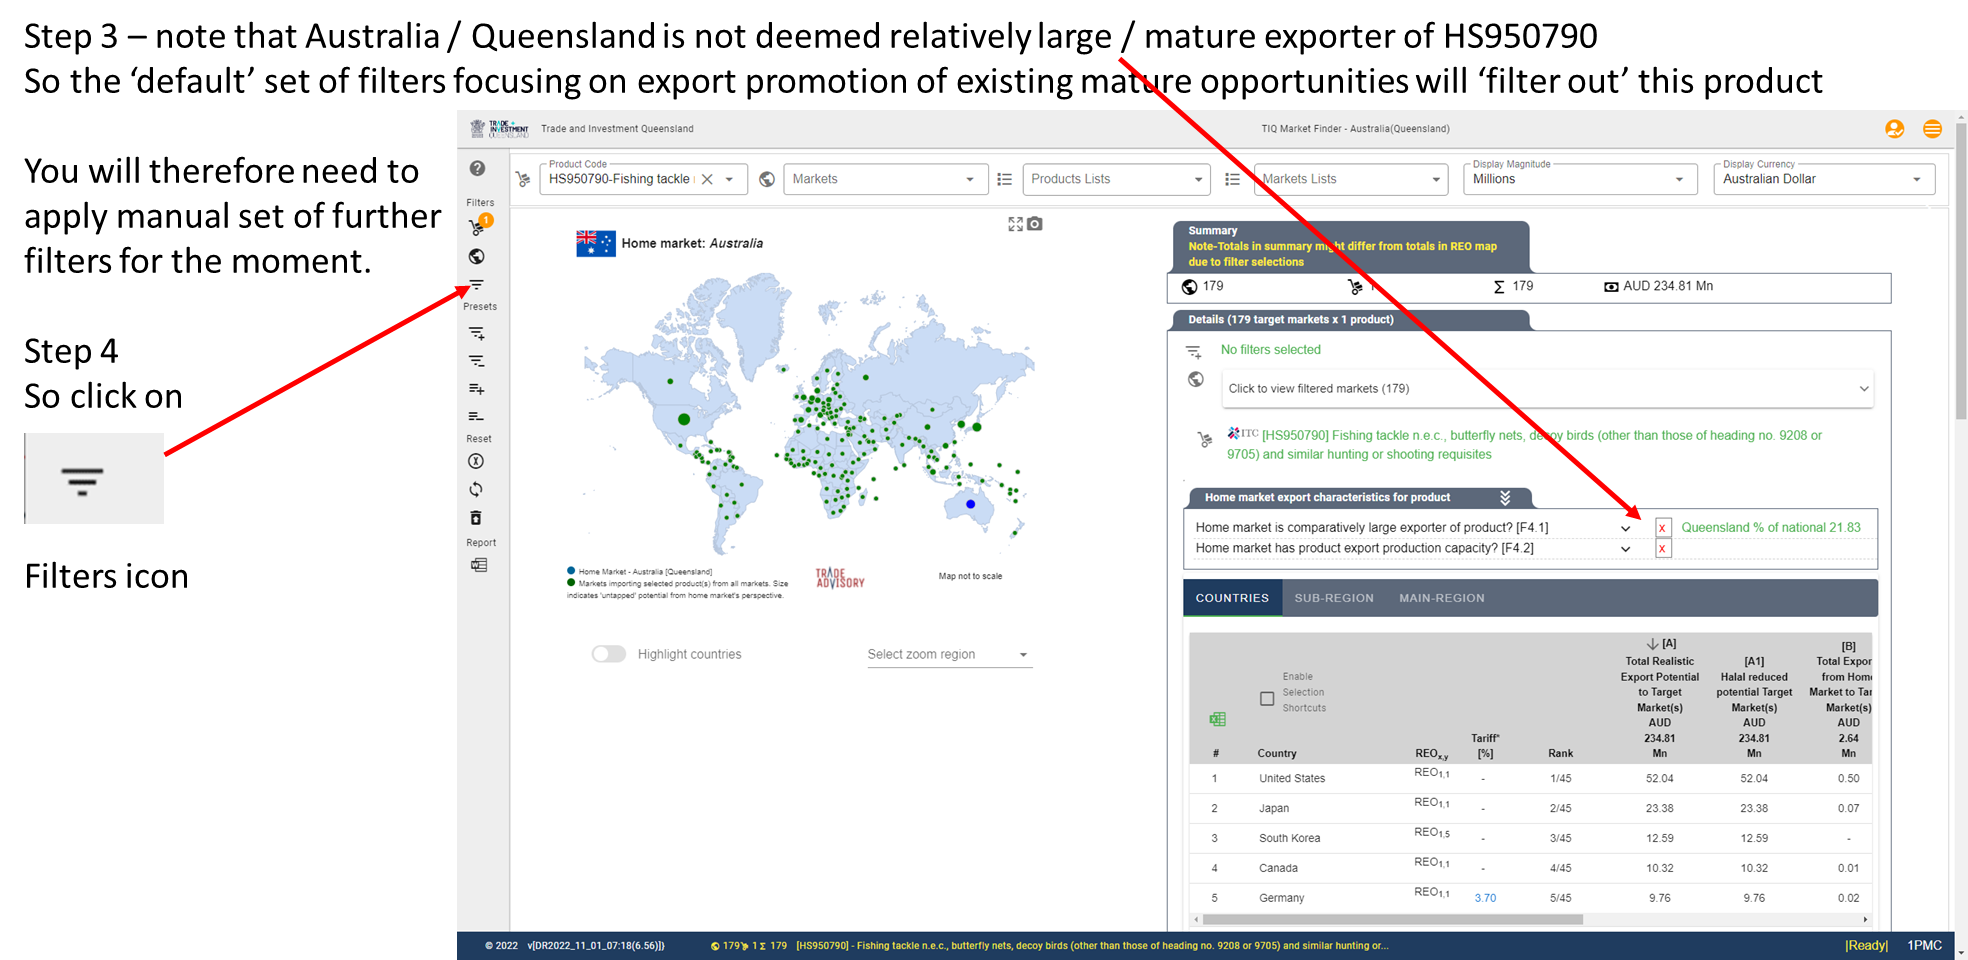 Step 3 – note that Australia / Queensland is not deemed relatively large / mature exporter of HS950790
So the ‘default’ set of filters focusing on export promotion of existing mature opportunities will ‘filter out’ this product
You will therefore need to
apply manual set of further
filters for the moment.
Step 4
So click on
Filters icon
TRADE +
INVESTMENT
QUEENSLAND
Trade and Investment Queensland
TIQ Market Finder - Australia(Queensland)
Product Code
HS950790-Fishing tackle
Markets
Products Lists
Markets Lists
Display Magnitude
Millions
Display Currency
Australian Dollar
Filters
1
Presets
Reset
Report
Home market: Australia
Home Market - Australia [Queensland]
Markets importing selected product(s) from all markets. Size
indicates 'untapped' potential from home market's perspective.
TRADE
ADVISORY
Map not to scale
Highlight countries
Select zoom region
Summary
Note-Totals in summary might differ from totals in REO map
due to filter selections
179
179
AUD 234.81 Mn
Details (179 target markets x 1 product)
No filters selected
Click to view filtered markets (179)
ITC [HS950790] Fishing tackle n.e.c., butterfly nets, decoy birds (other than those of heading no. 9208 or
9705) and similar hunting or shooting requisites
Home market export characteristics for product
Home market is comparatively large exporter of product? [F4.1] x Queensland % of national 21.83
Home market has product export production capacity? [F4.2] x
COUNTRIES SUB-REGION MAIN-REGION
Enable
Selection
Shortcuts
# Country REOx,y Tariff* [%] Rank
[A]
Total Realistic
Export Potential
to Target
Market(s)
AUD
234.81
Mn
[A1]
Halal reduced
potential Target
Market(s)
AUD
234.81
Mn
[B]
Total Expor
from Hom
Market to Tar
Market(s)
AUD
2.64
Mn
1 United States REO1,1 - 1/45 52.04 52.04 0.50
2 Japan REO1,1 - 2/45 23.38 23.38 0.07
3 South Korea REO1,5 - 3/45 12.59 12.59 -
4 Canada REO1,1 - 4/45 10.32 10.32 0.01
5 Germany REO1,1 3.70 5/45 9.76 9.76 0.02
© 2022 v[DR2022_11_01_07:18(6.56)]}
179 1 Σ 179 [HS950790] - Fishing tackle n.e.c., butterfly nets, decoy birds (other than those of heading no. 9208 or 9705) and similar hunting or...
|Ready| 1PMC